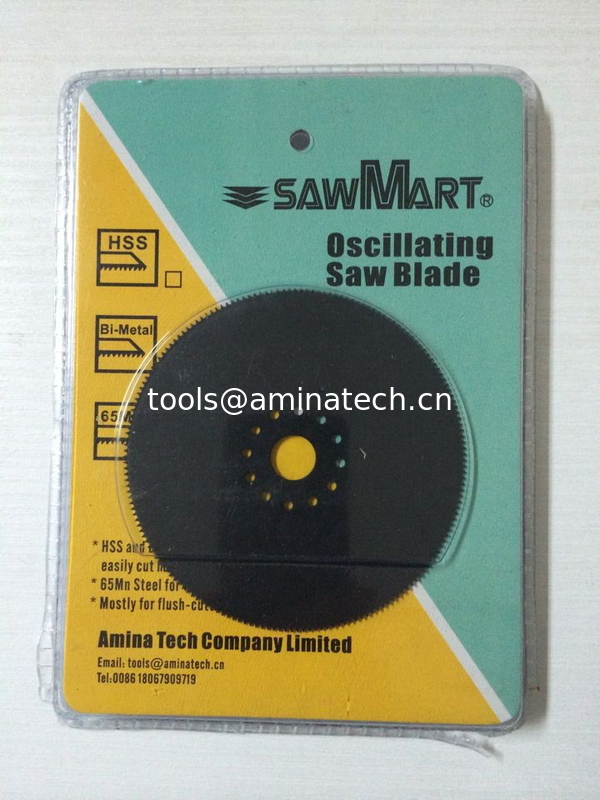 SAWMART®
Oscillating
Saw Blade
HSS
Bi-Metal
tools@aminatech.cn
65M
* HSS and
easily cut
* 65Mn Steel for
* Mostly for flush-cut
Amina Tech Company Limited
Email: tools@aminatech.cn
Tel:0086 18067909719